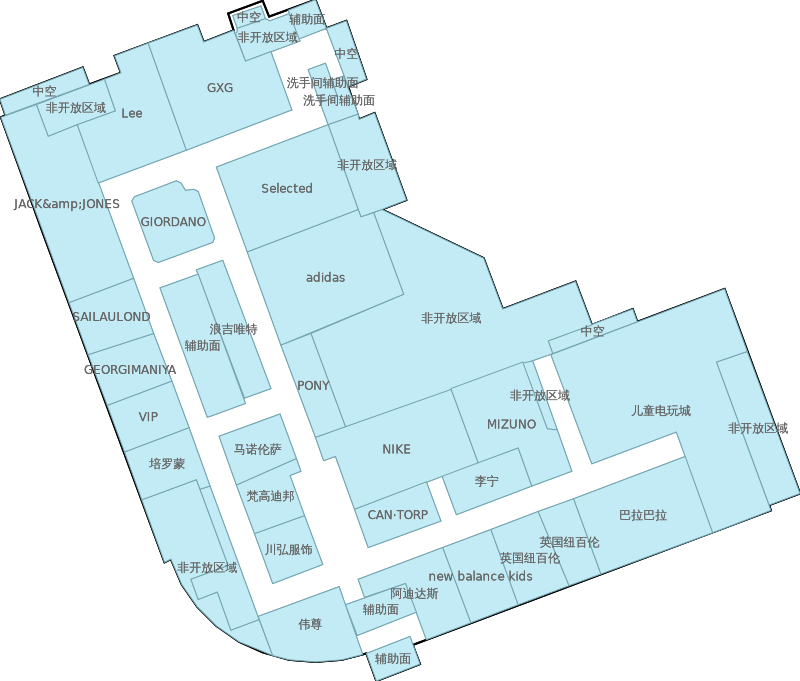 中空
辅助面
非开放区域
中空
洗手间辅助面
GXG
中空
洗手间辅助面
非开放区域
Lee
非开放区域
Selected
JACK&amp;JONES
GIORDANO
adidas
SAILAULOND
非开放区域
浪吉唯特
中空
辅助面
GEORGIMANIYA
PONY
非开放区域
VIP
儿童电玩城
MIZUNO
非开放区域
马诺伦萨
NIKE
培罗蒙
李宁
梵高迪邦
CAN·TORP
巴拉巴拉
川弘服饰
英国纽百伦
英国纽百伦
非开放区域
new balance kids
阿迪达斯
辅助面
伟尊
辅助面